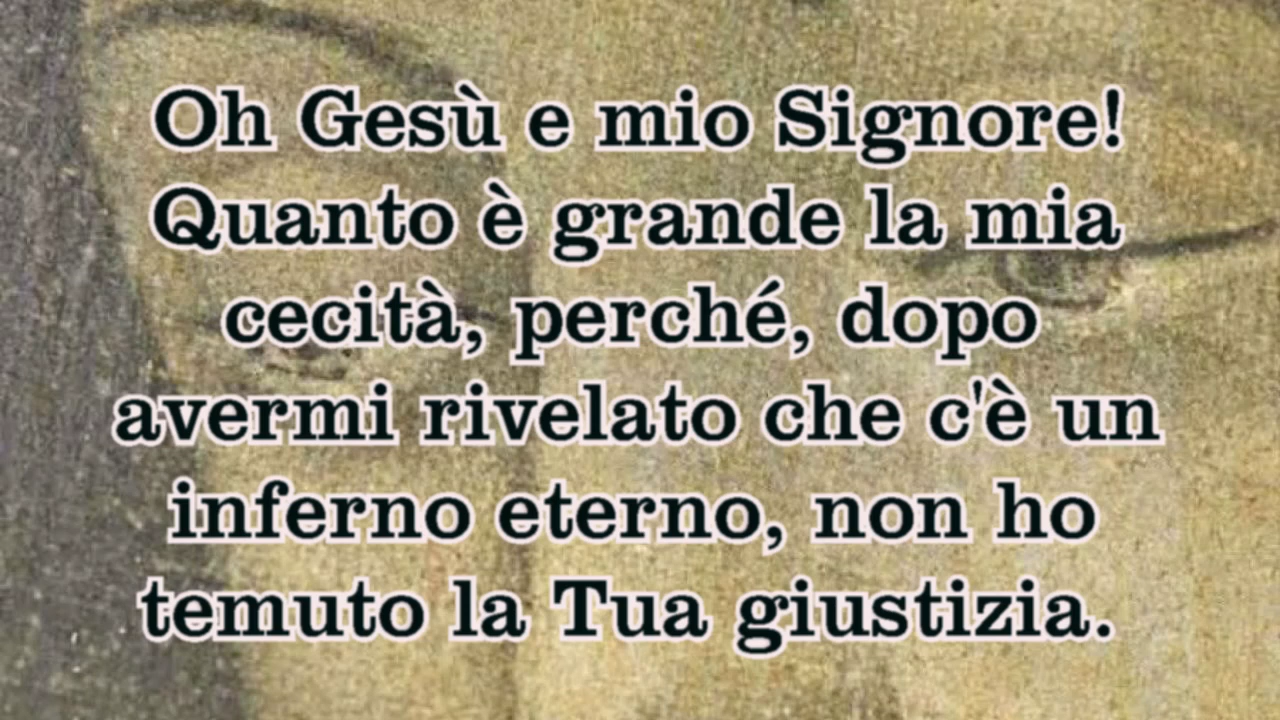 Oh Gesù e mio Signore!
Quanto è grande la mia
cecità, perché, dopo
avermi rivelato che c'è un
inferno eterno, non ho
temuto la Tua giustizia.